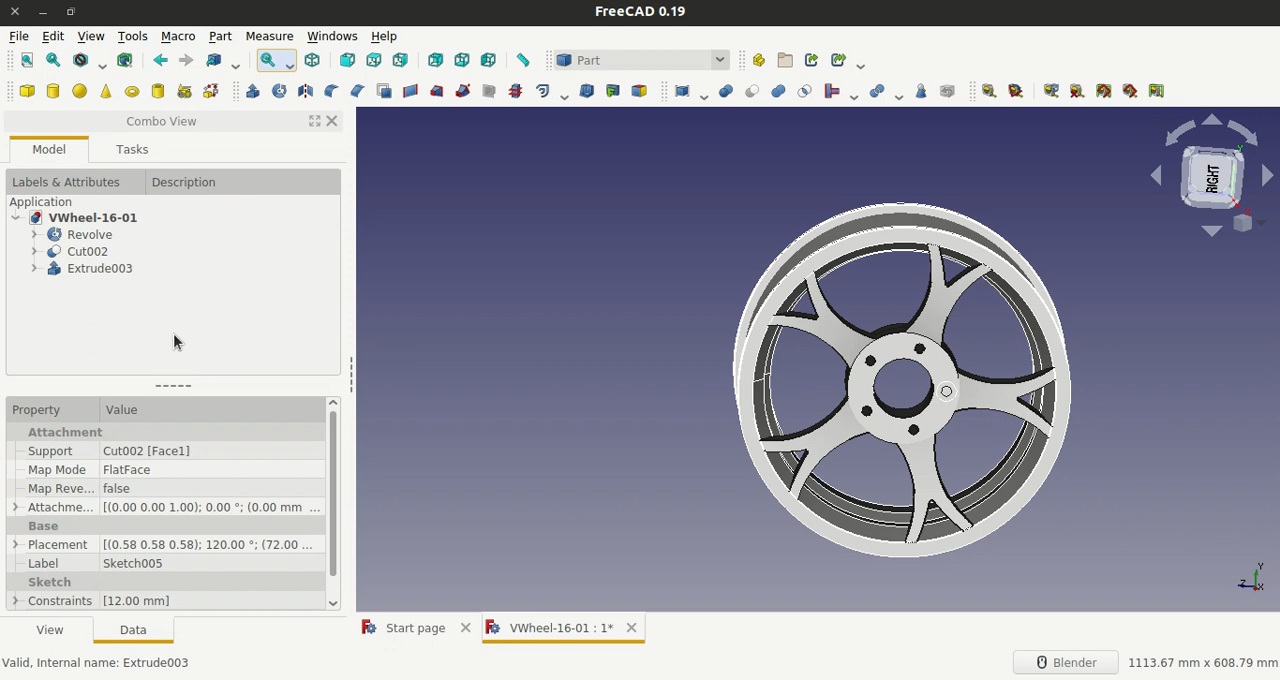 FreeCAD 0.19
File Edit View Tools Macro Part Measure Windows Help
Part
Combo View
Model Tasks
Labels & Attributes Description
Application
VWheel-16-01
Revolve
Cut002
Extrude003
Property Value
Attachment
Support Cut002 [Face1]
Map Mode FlatFace
Map Reve... false
Attachme... [(0.00 0.00 1.00); 0.00 °; (0.00 mm ...
Base
Placement [(0.58 0.58 0.58); 120.00 °; (72.00 ...
Label Sketch005
Sketch
Constraints [12.00 mm]
View Data
RIGHT
Y
Y
Z
X
Start page
VWheel-16-01 : 1*
Valid, Internal name: Extrude003
Blender 1113.67 mm x 608.79 mm